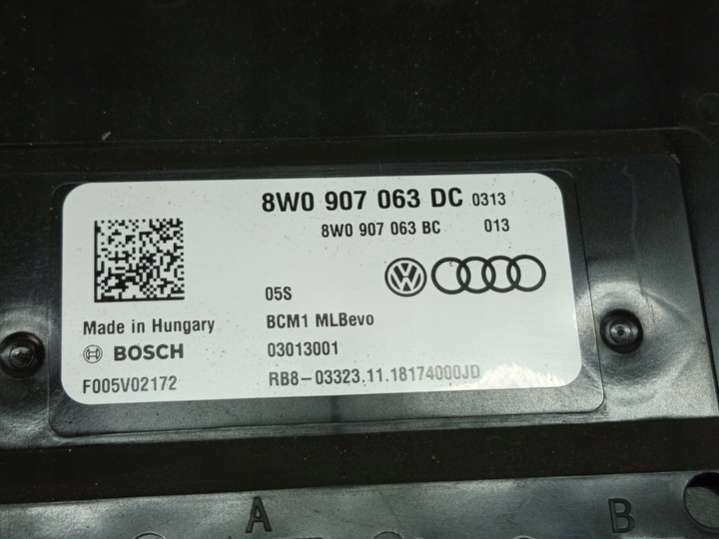 8W0 907 063 DC 0313
8W0 907 063 BC 013
05S
Made in Hungary BCM1 MLBevo
BOSCH 03013001
F005V02172 RB8-03323.11.18174000JD
A B